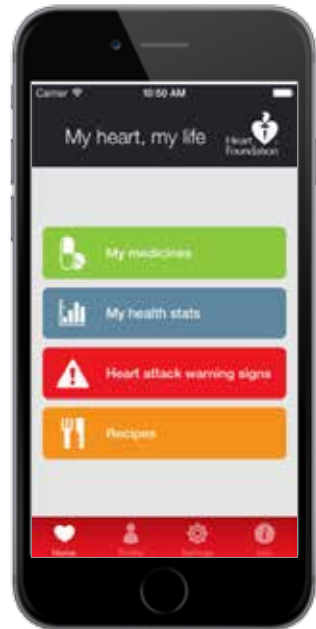 Carrier 10:50 AM
My heart, my life
Heart
Foundation
My medicines
My health stats
Heart attack warning signs
Recipes
Home Profile Settings Info